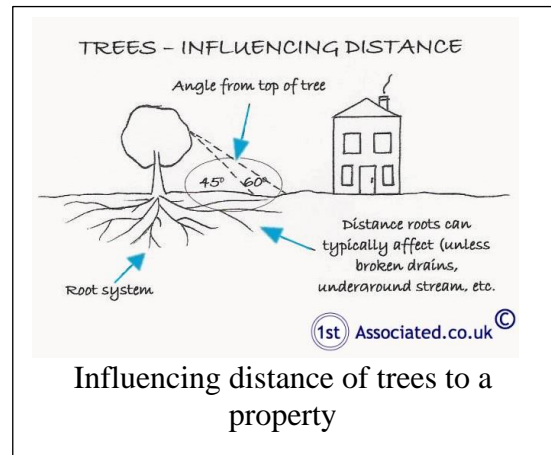 TREES – INFLUENCING DISTANCE
Angle from top of tree
45° 60°
Distance roots can
typically affect (unless
broken drains,
underground stream, etc.
Root system
1st Associated.co.uk ©
Influencing distance of trees to a
property